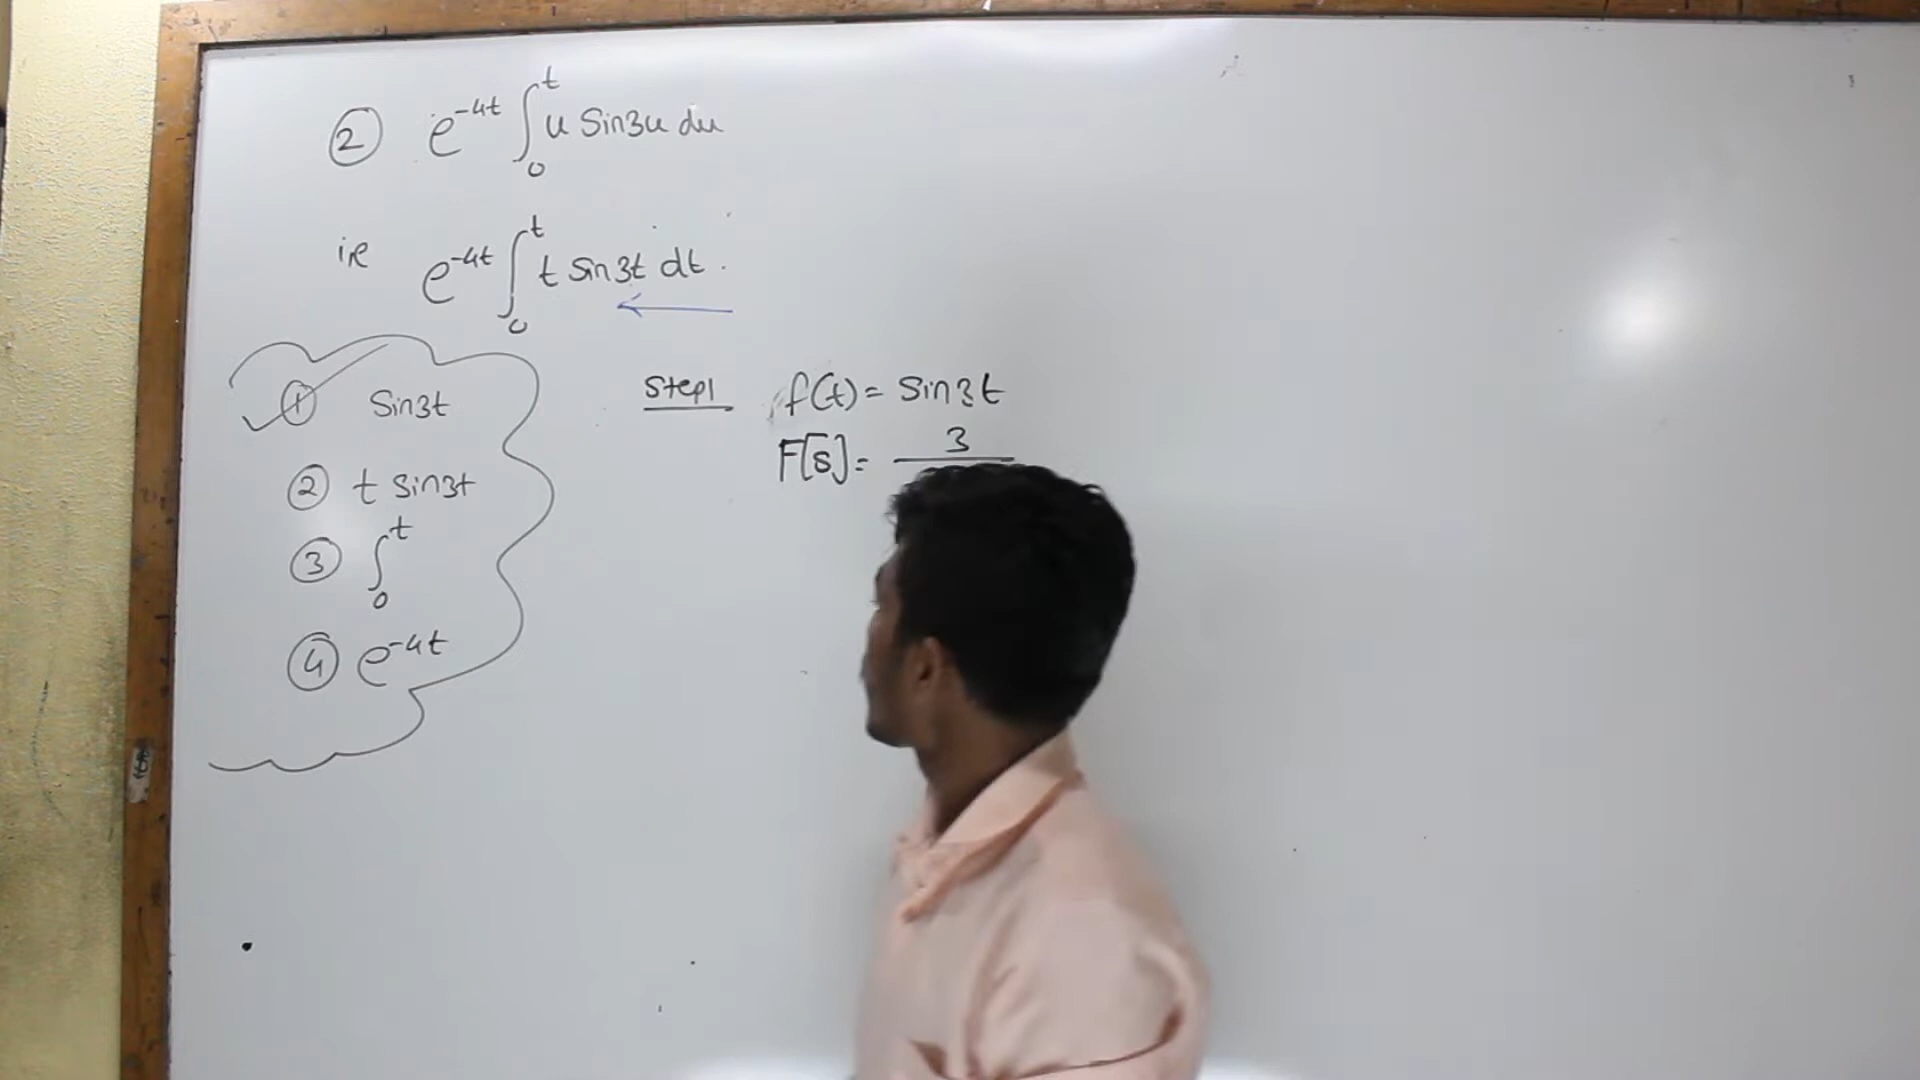 ② e^{-4t} ∫_0^t u Sin3u du
ie e^{-4t} ∫_0^t t Sin3t dt.
① Sin3t
② t Sin3t
③ ∫_0^t
④ e^{-4t}
Step1 f(t) = Sin3t
F[s] = 3